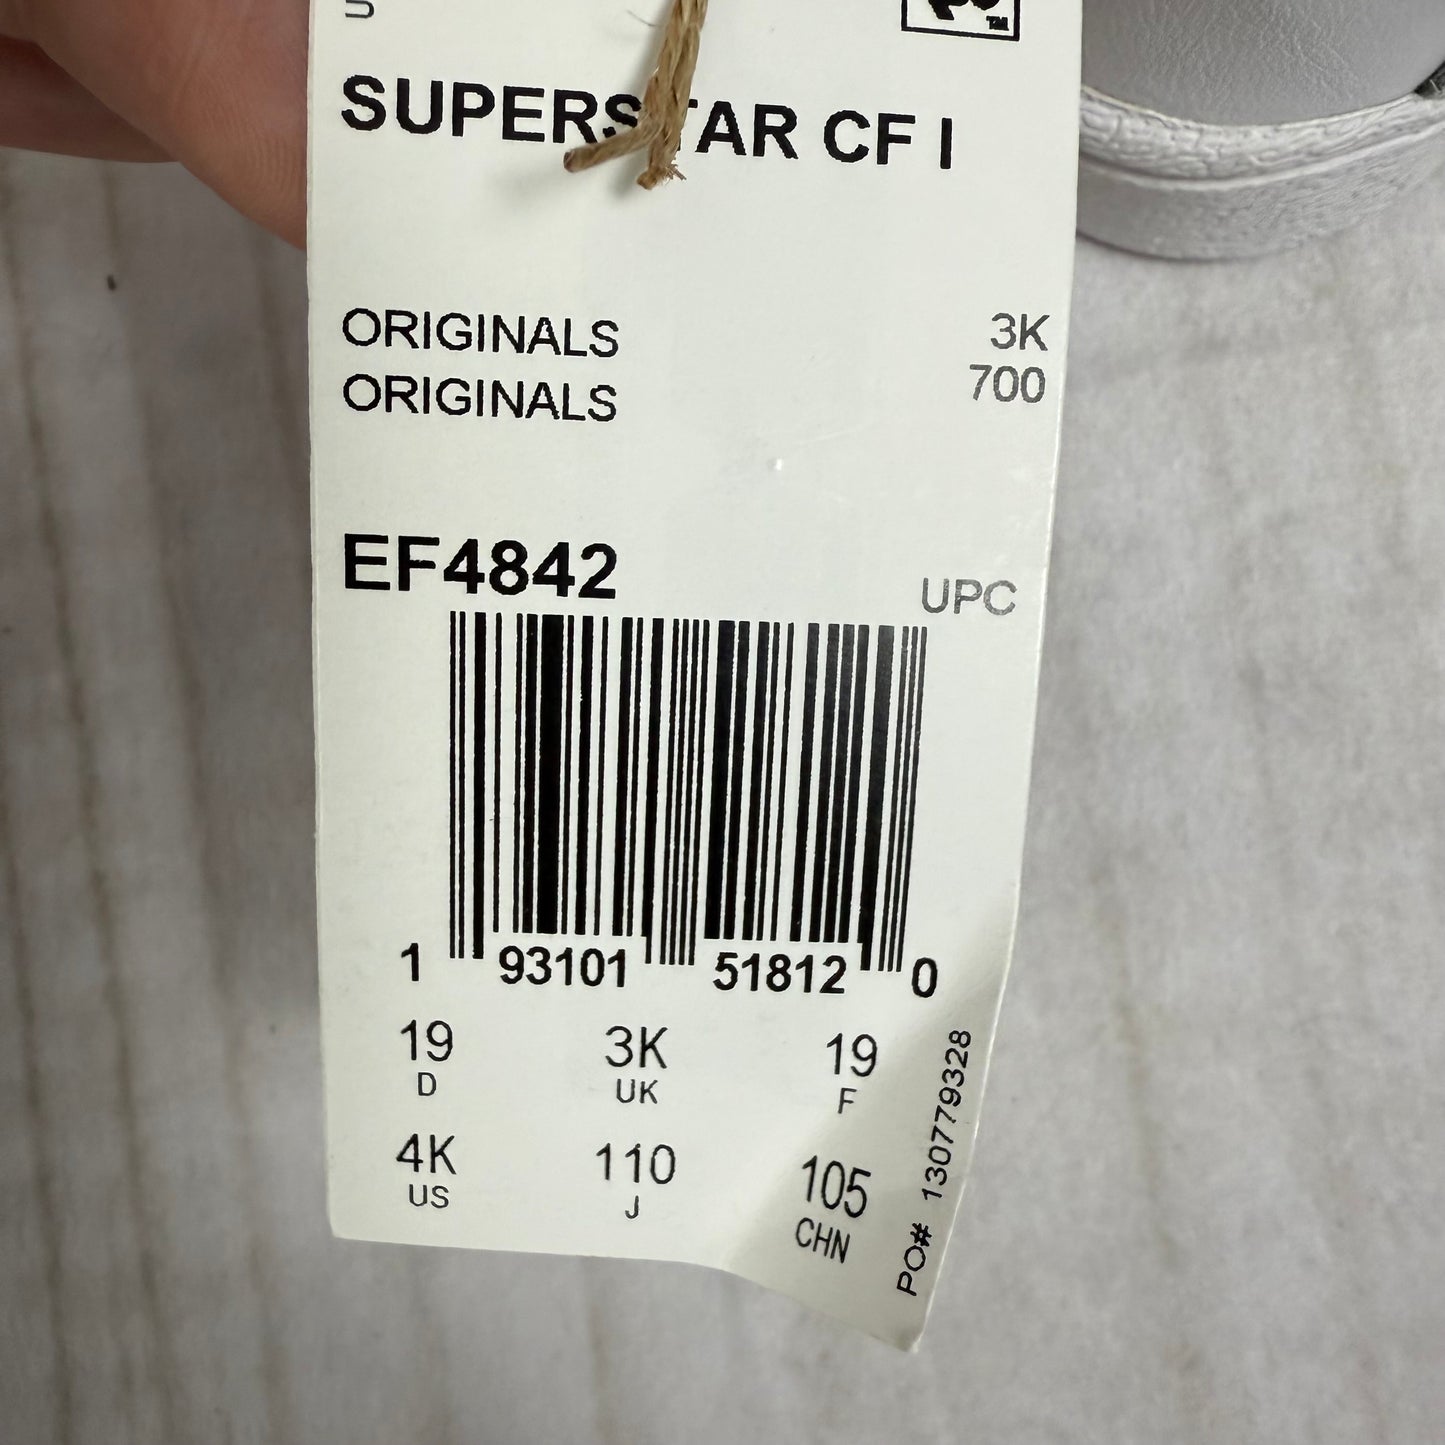 TM
SUPERSTAR CF I
ORIGINALS 3K
ORIGINALS 700
EF4842
UPC
1 93101 51812 0
19 3K 19
D UK F
4K 110 105
US J CHN
PO# 130779328